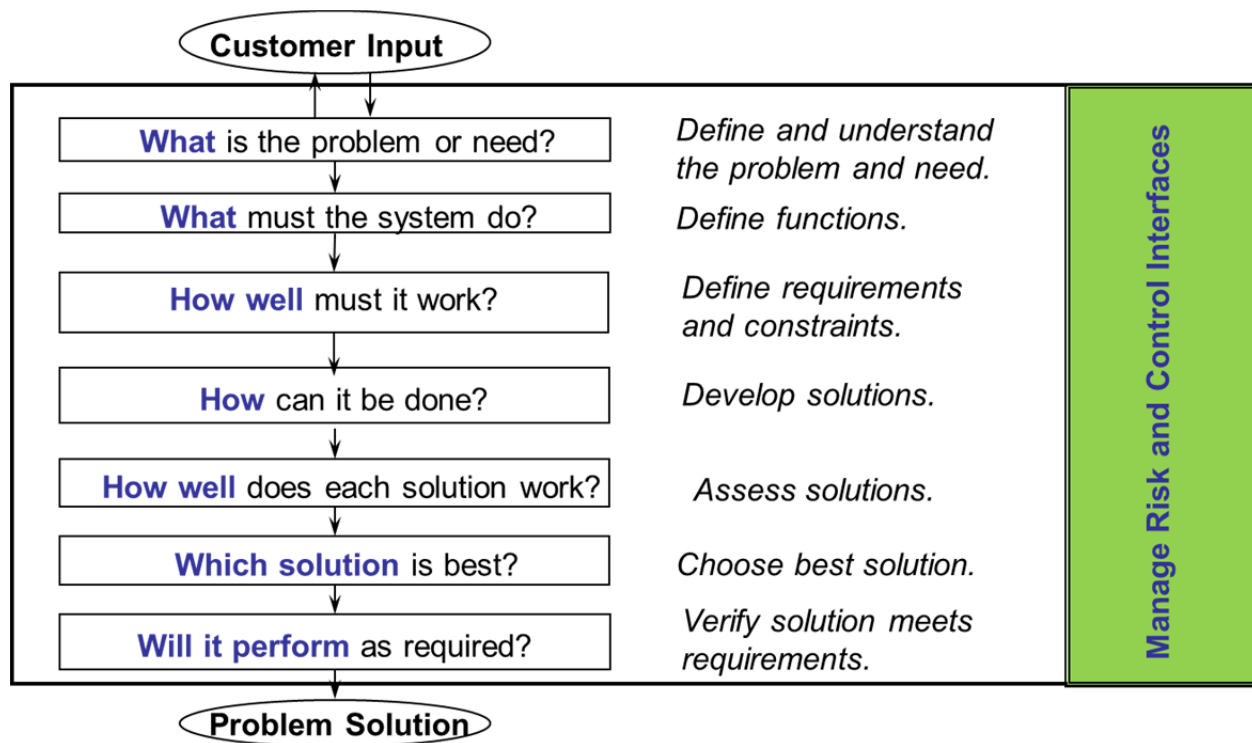 Customer Input
What is the problem or need?
Define and understand
the problem and need.
What must the system do?
Define functions.
How well must it work?
Define requirements
and constraints.
How can it be done?
Develop solutions.
How well does each solution work?
Assess solutions.
Which solution is best?
Choose best solution.
Will it perform as required?
Verify solution meets
requirements.
Problem Solution
Manage Risk and Control Interfaces